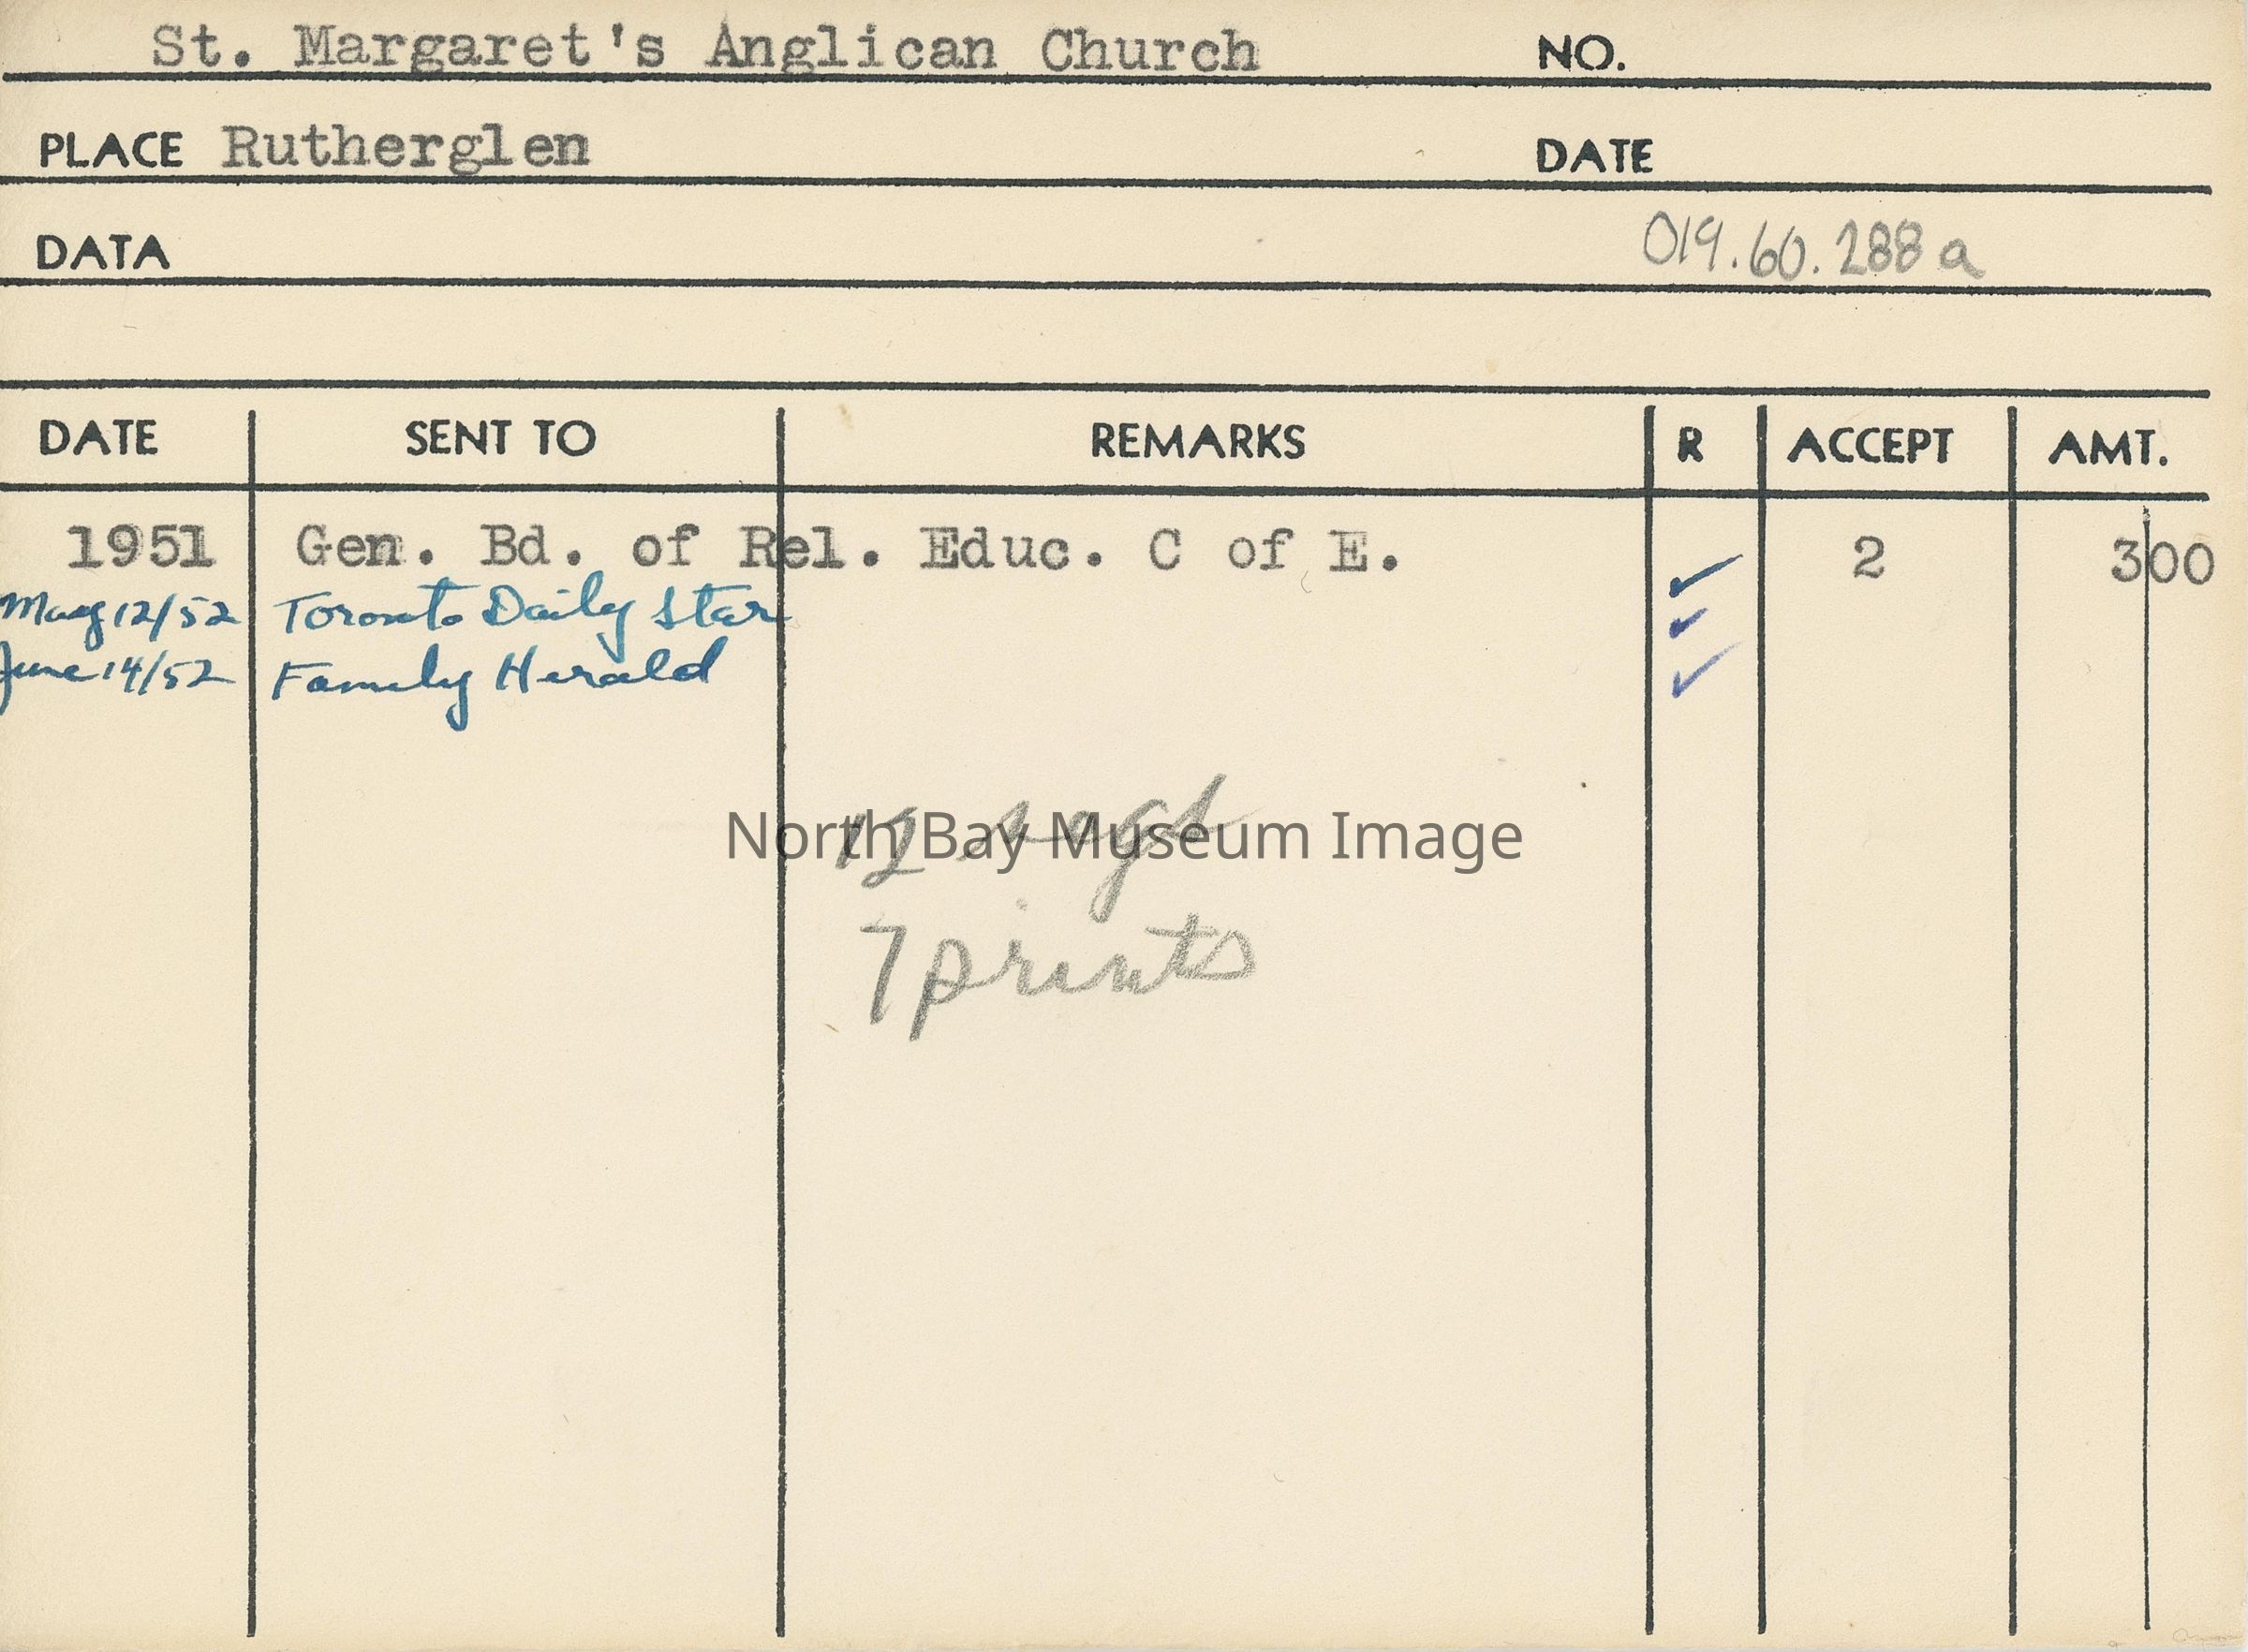 St. Margaret's Anglican Church NO.
PLACE Rutherglen DATE
DATA 019.60.288a
DATE SENT TO REMARKS R ACCEPT AMT.
1951 Gen. Bd. of Rel. Educ. C of E. ✓ 2 300
May 12/52 Toronto Daily Star ✓
June 14/52 Family Herald ✓
12
North Bay Museum Image
7 prints